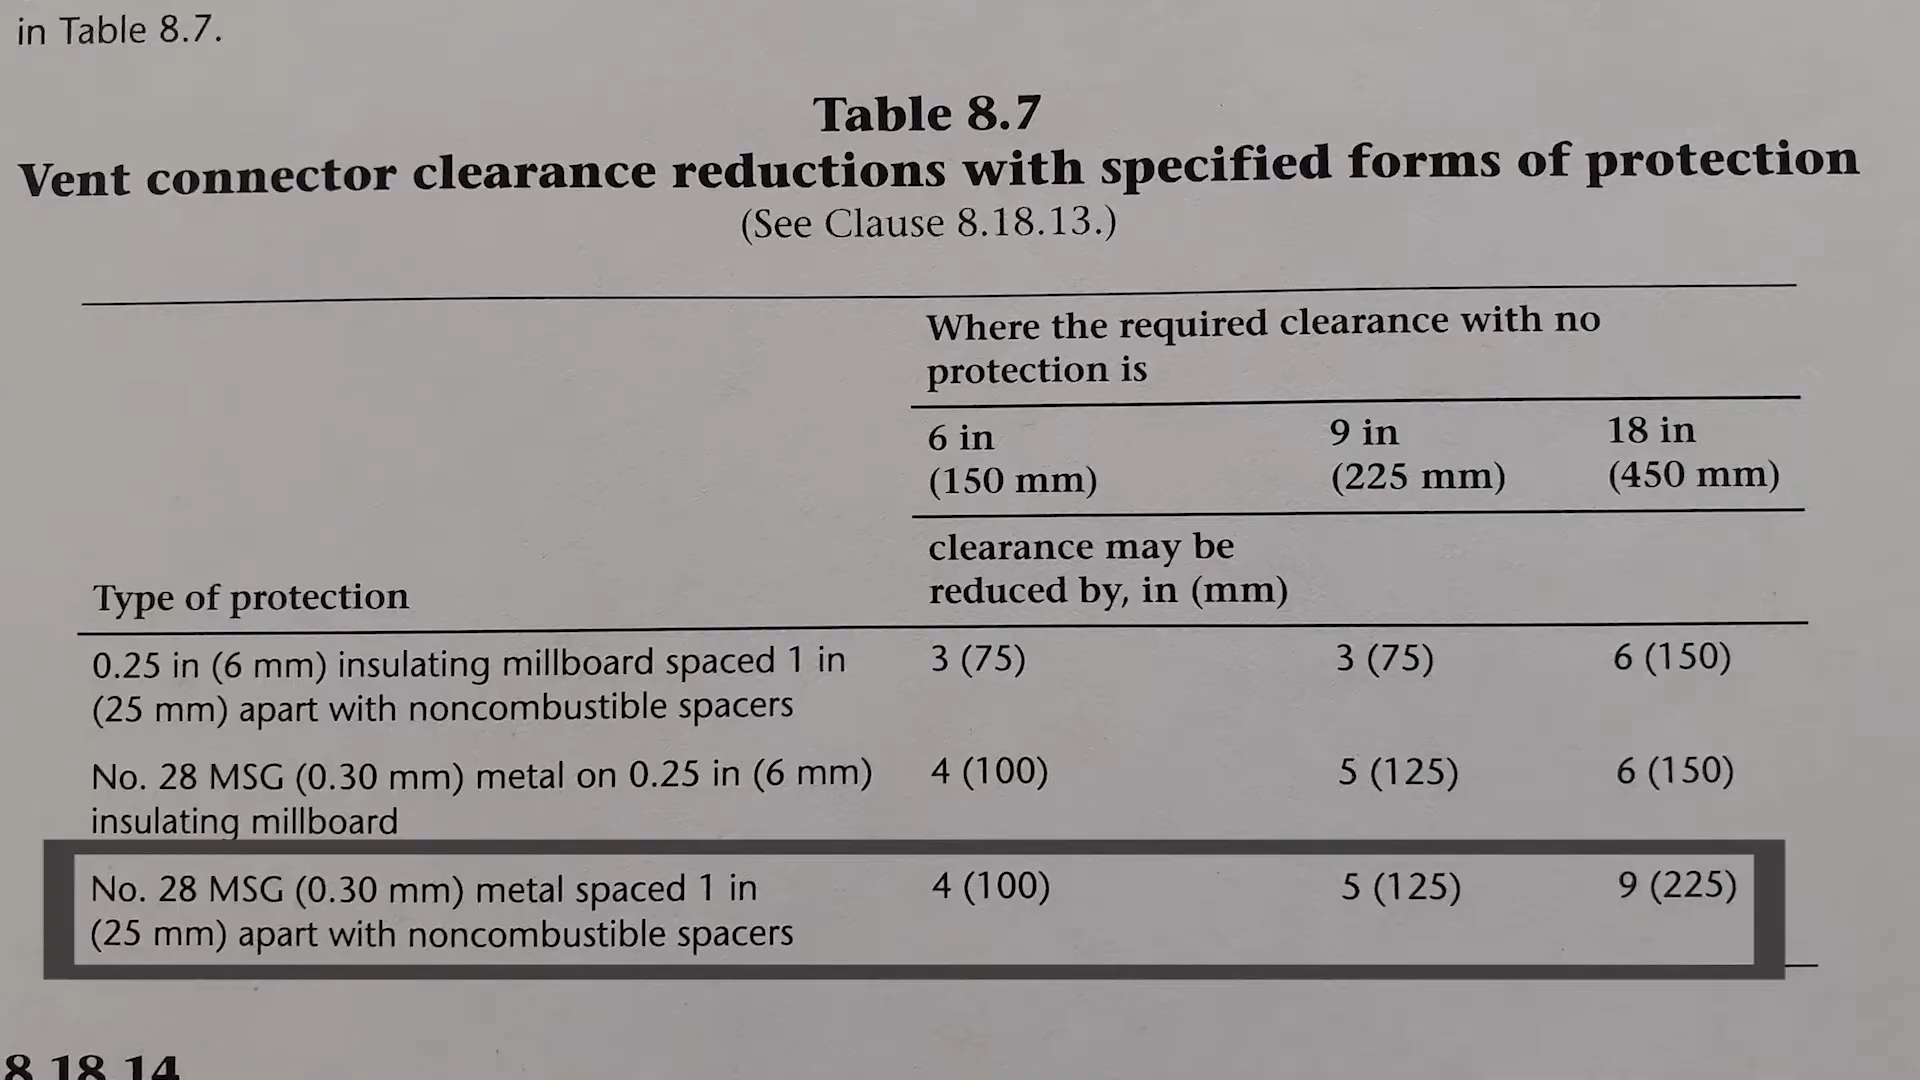 in Table 8.7.
Table 8.7
Vent connector clearance reductions with specified forms of protection
(See Clause 8.18.13.)
Where the required clearance with no
protection is
6 in 9 in 18 in
(150 mm) (225 mm) (450 mm)
clearance may be
Type of protection reduced by, in (mm)
0.25 in (6 mm) insulating millboard spaced 1 in 3 (75) 3 (75) 6 (150)
(25 mm) apart with noncombustible spacers
No. 28 MSG (0.30 mm) metal on 0.25 in (6 mm) 4 (100) 5 (125) 6 (150)
insulating millboard
No. 28 MSG (0.30 mm) metal spaced 1 in 4 (100) 5 (125) 9 (225)
(25 mm) apart with noncombustible spacers
8.18.14